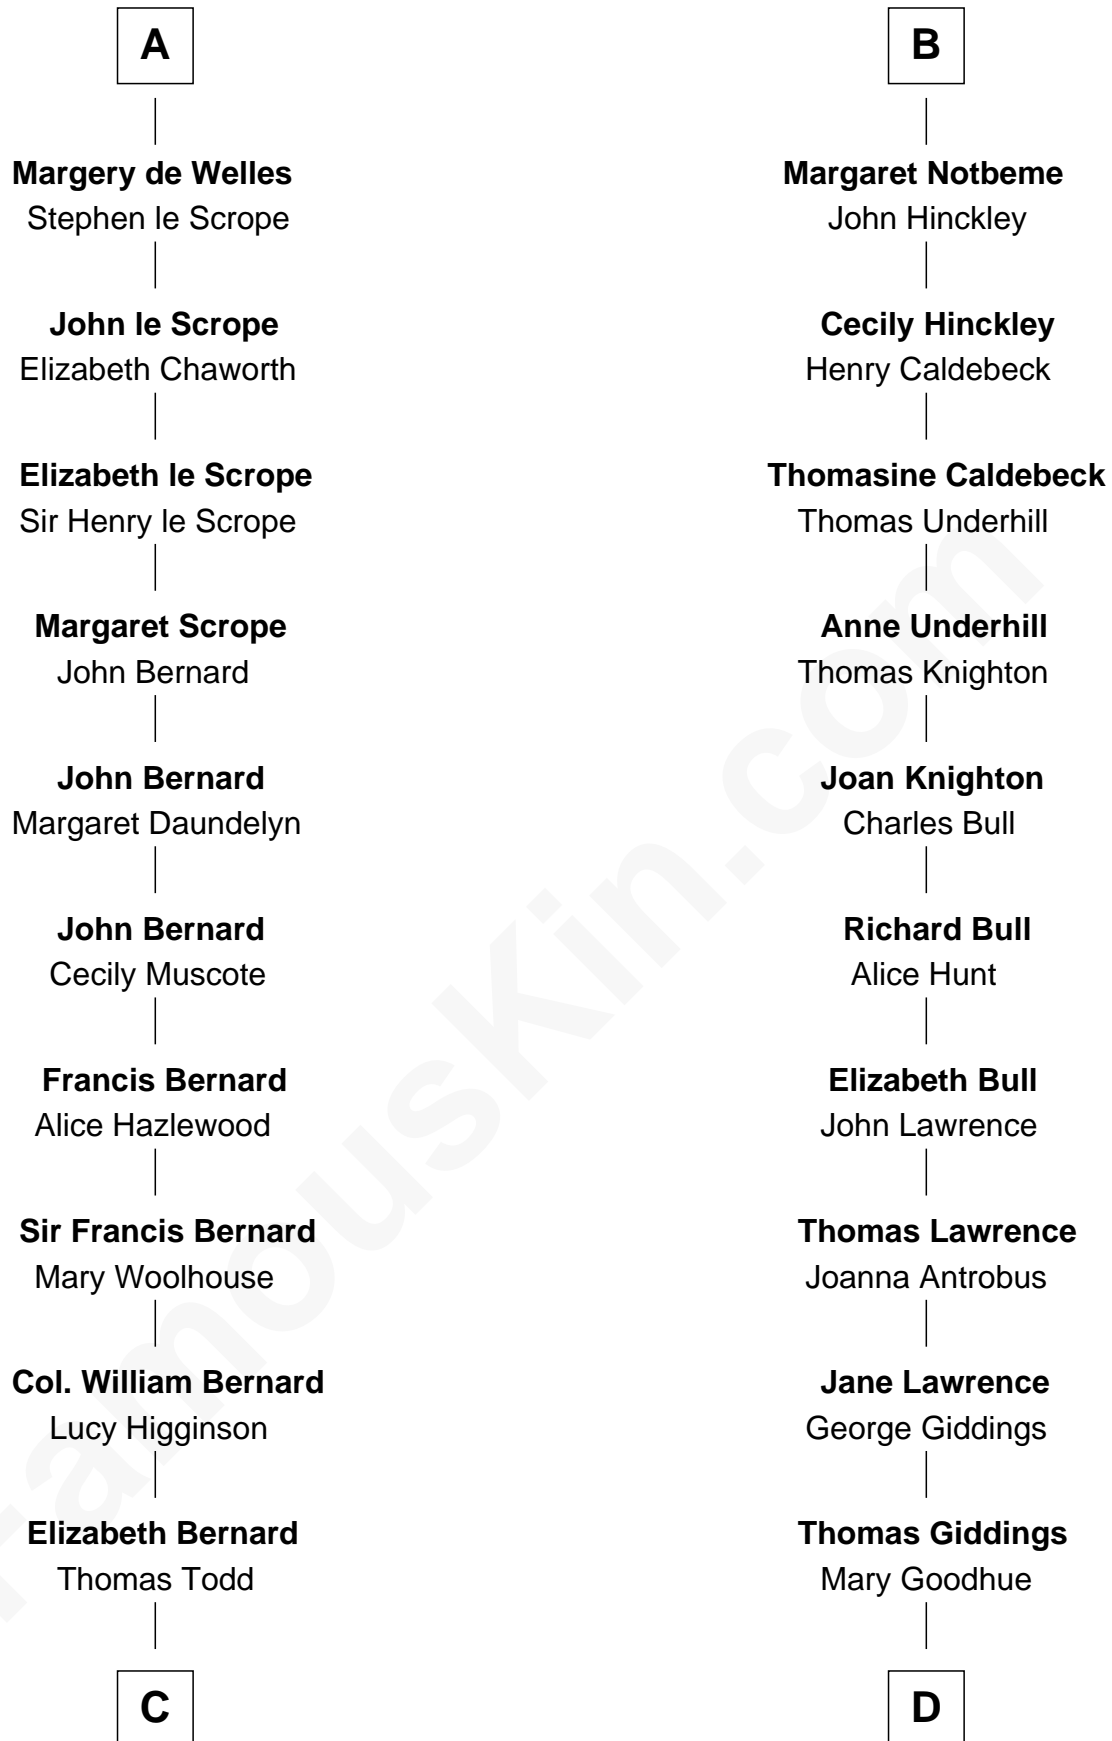 A
Margery de Welles
Stephen le Scrope
John le Scrope
Elizabeth Chaworth
Elizabeth le Scrope
Sir Henry le Scrope
Margaret Scrope
John Bernard
John Bernard
Margaret Daundelyn
John Bernard
Cecily Muscote
Francis Bernard
Alice Hazlewood
Sir Francis Bernard
Mary Woolhouse
Col. William Bernard
Lucy Higginson
Elizabeth Bernard
Thomas Todd
C
B
Margaret Notbeme
John Hinckley
Cecily Hinckley
Henry Caldebeck
Thomasine Caldebeck
Thomas Underhill
Anne Underhill
Thomas Knighton
Joan Knighton
Charles Bull
Richard Bull
Alice Hunt
Elizabeth Bull
John Lawrence
Thomas Lawrence
Joanna Antrobus
Jane Lawrence
George Giddings
Thomas Giddings
Mary Goodhue
D
FamousKin.com